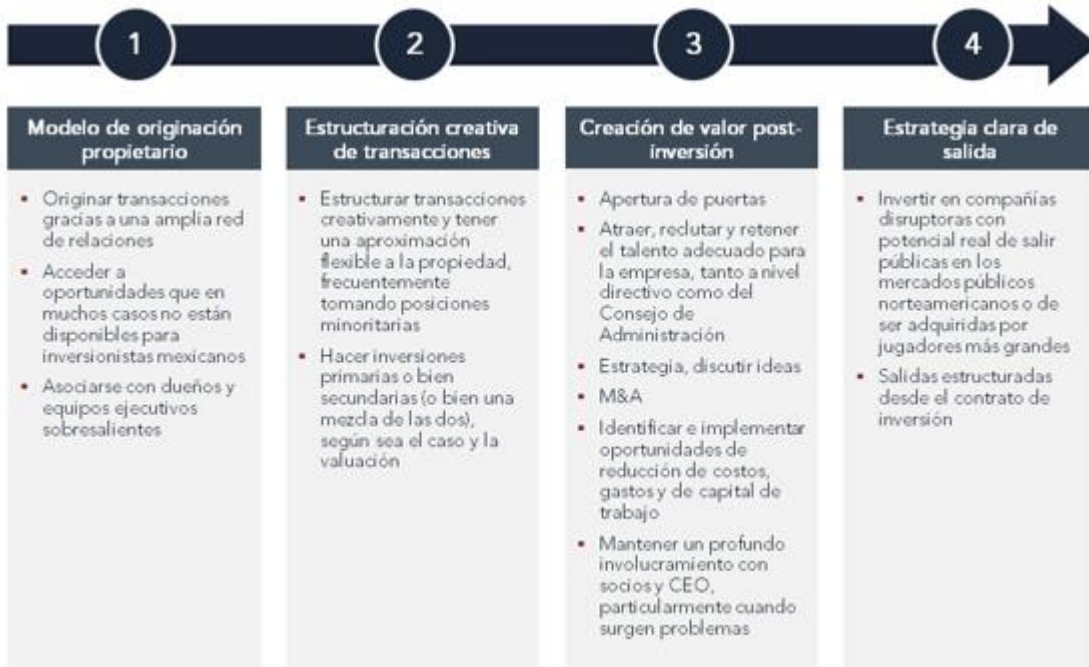 1
2
3
4
Modelo de originación
propietario
Originar transacciones
gracias a una amplia red
de relaciones
Acceder a
oportunidades que en
muchos casos no están
disponibles para
inversionistas mexicanos
Asociarse con dueños y
equipos ejecutivos
sobresalientes
Estructuración creativa
de transacciones
Estructurar transacciones
creativamente y tener
una aproximación
flexible a la propiedad,
frecuentemente
tomando posiciones
minoritarias
Hacer inversiones
primarias o bien
secundarias (o bien una
mezcla de las dos),
según sea el caso y la
valuación
Creación de valor post-
inversión
Apertura de puertas
Atraer, reclutar y retener
el talento adecuado para
la empresa, tanto a nivel
directivo como del
Consejo de
Administración
Estrategia, discutir ideas
M&A
Identificar e implementar
oportunidades de
reducción de costos,
gastos y de capital de
trabajo
Mantener un profundo
involucramiento con
socios y CEO,
particularmente cuando
surgen problemas
Estrategia clara de
salida
Invertir en compañías
disruptoras con
potencial real de salir
públicas en los
mercados públicos
norteamericanos o de
ser adquiridas por
jugadores más grandes
Salidas estructuradas
desde el contrato de
inversión